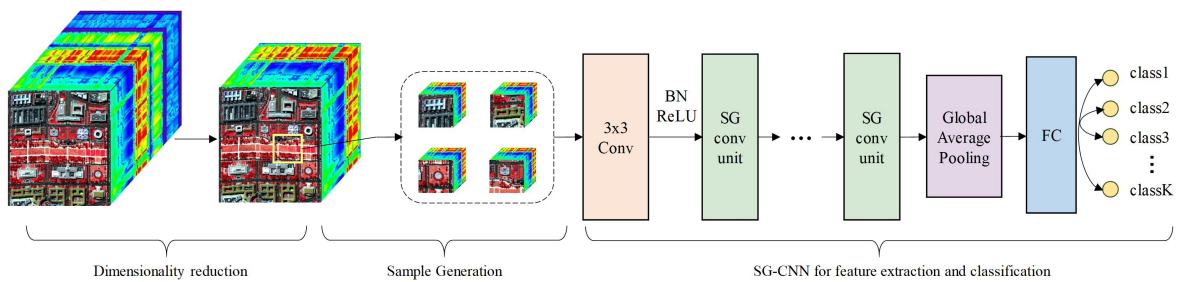 3x3
Conv
BN
ReLU
SG
conv
unit
...
SG
conv
unit
Global
Average
Pooling
FC
class1
class2
class3
classK
Dimensionality reduction
Sample Generation
SG-CNN for feature extraction and classification